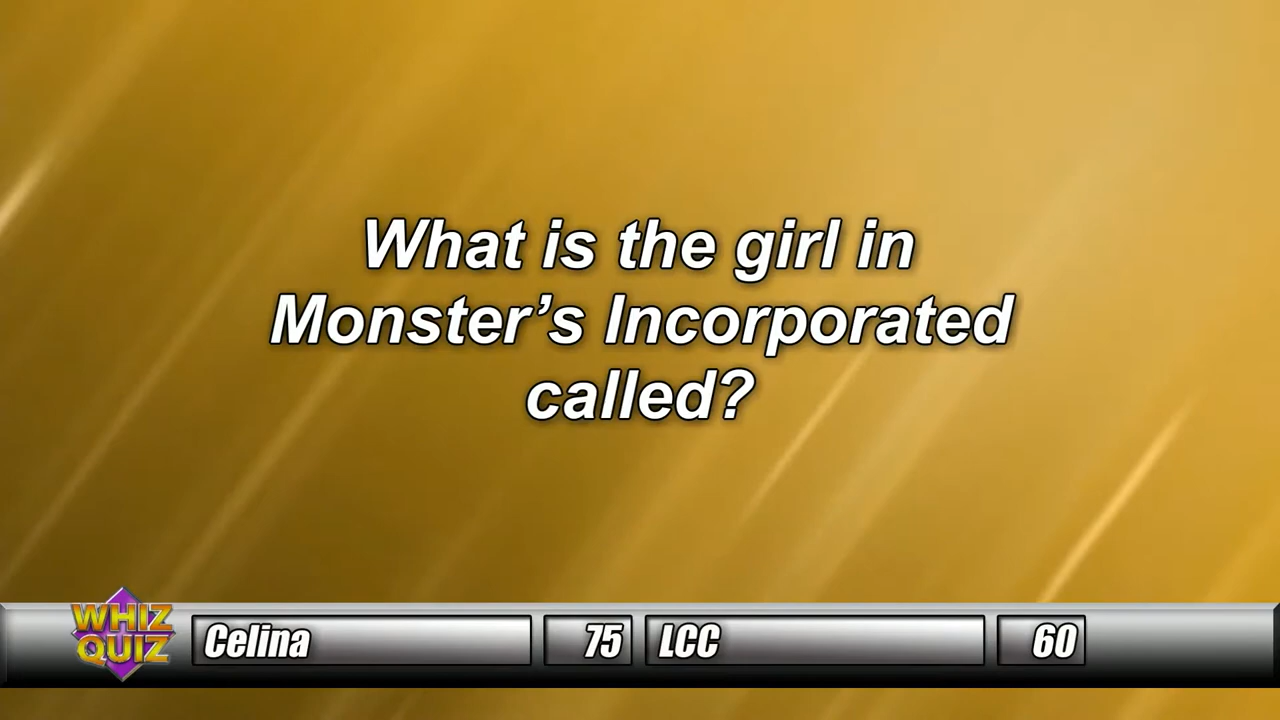 What is the girl in
Monster’s Incorporated
called?
WHIZ
QUIZ
Celina 75 LCC 60